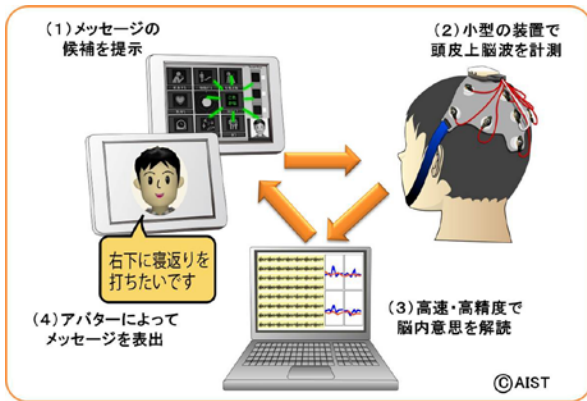 (1)メッセージの
候補を提示
(2)小型の装置で
頭皮上脳波を計測
右下に寝返りを
打ちたいです
(4)アバターによって
メッセージを表出
(3)高速・高精度で
脳内意思を解読
©AIST